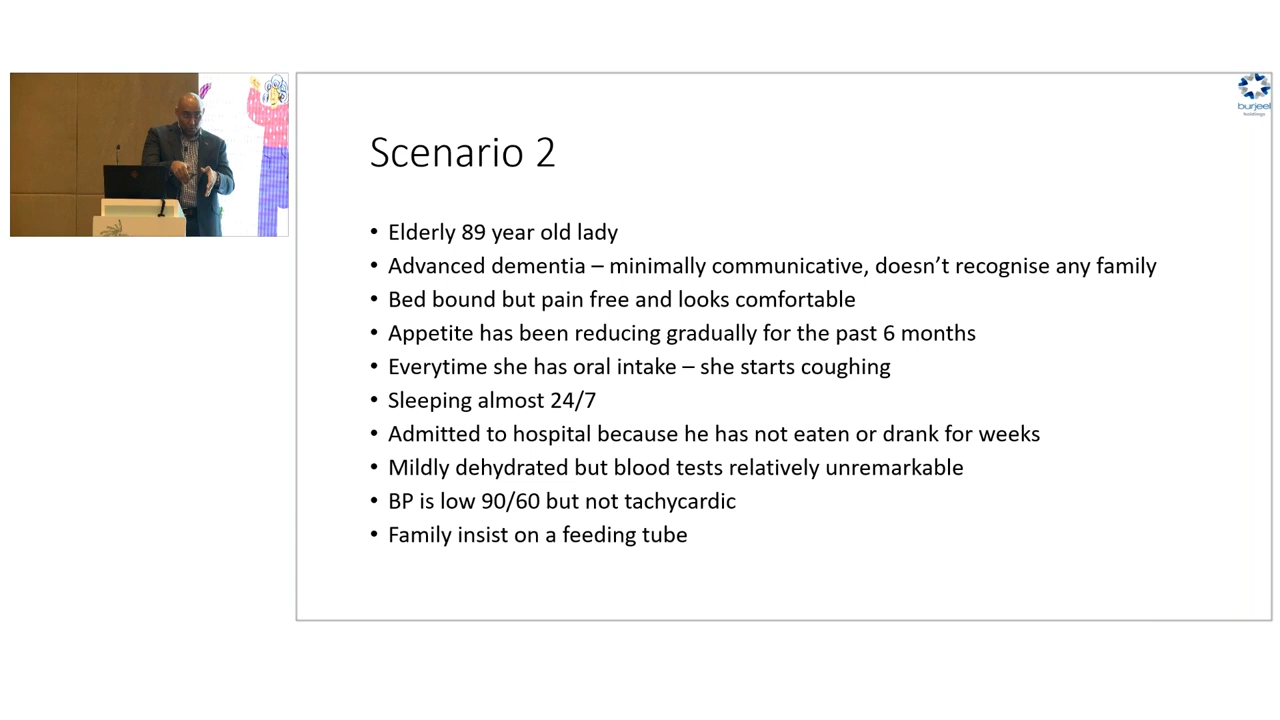 burjeel
holdings
Scenario 2
• Elderly 89 year old lady
• Advanced dementia – minimally communicative, doesn’t recognise any family
• Bed bound but pain free and looks comfortable
• Appetite has been reducing gradually for the past 6 months
• Everytime she has oral intake – she starts coughing
• Sleeping almost 24/7
• Admitted to hospital because he has not eaten or drank for weeks
• Mildly dehydrated but blood tests relatively unremarkable
• BP is low 90/60 but not tachycardic
• Family insist on a feeding tube